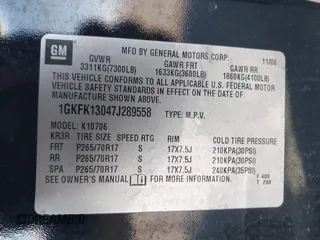 GM
MFD BY GENERAL MOTORS CORP. 11/06
GVWR GAWR FRT GAWR RR
3311KG(7300LB) 1633KG(3600LB) 1860KG(4100LB)
THIS VEHICLE CONFORMS TO ALL APPLICABLE U.S. FEDERAL MOTOR
VEHICLE SAFETY STANDARDS IN EFFECT ON THE DATE OF
MANUFACTURE SHOWN ABOVE.
1GKFK13047J289558 TYPE: M.P.V.
MODEL: K10706
KR3R TIRE SIZE SPEED RTG RIM COLD TIRE PRESSURE
FRT P265/70R17 S 17X7.5J 210KPA(30PSI)
RR P265/70R17 S 17X7.5J 210KPA(30PSI)
SPA P265/70R17 S 17X7.5J 240KPA(35PSI)
SEE OWNER'S MANUAL FOR ADDITIONAL INFORMATION.